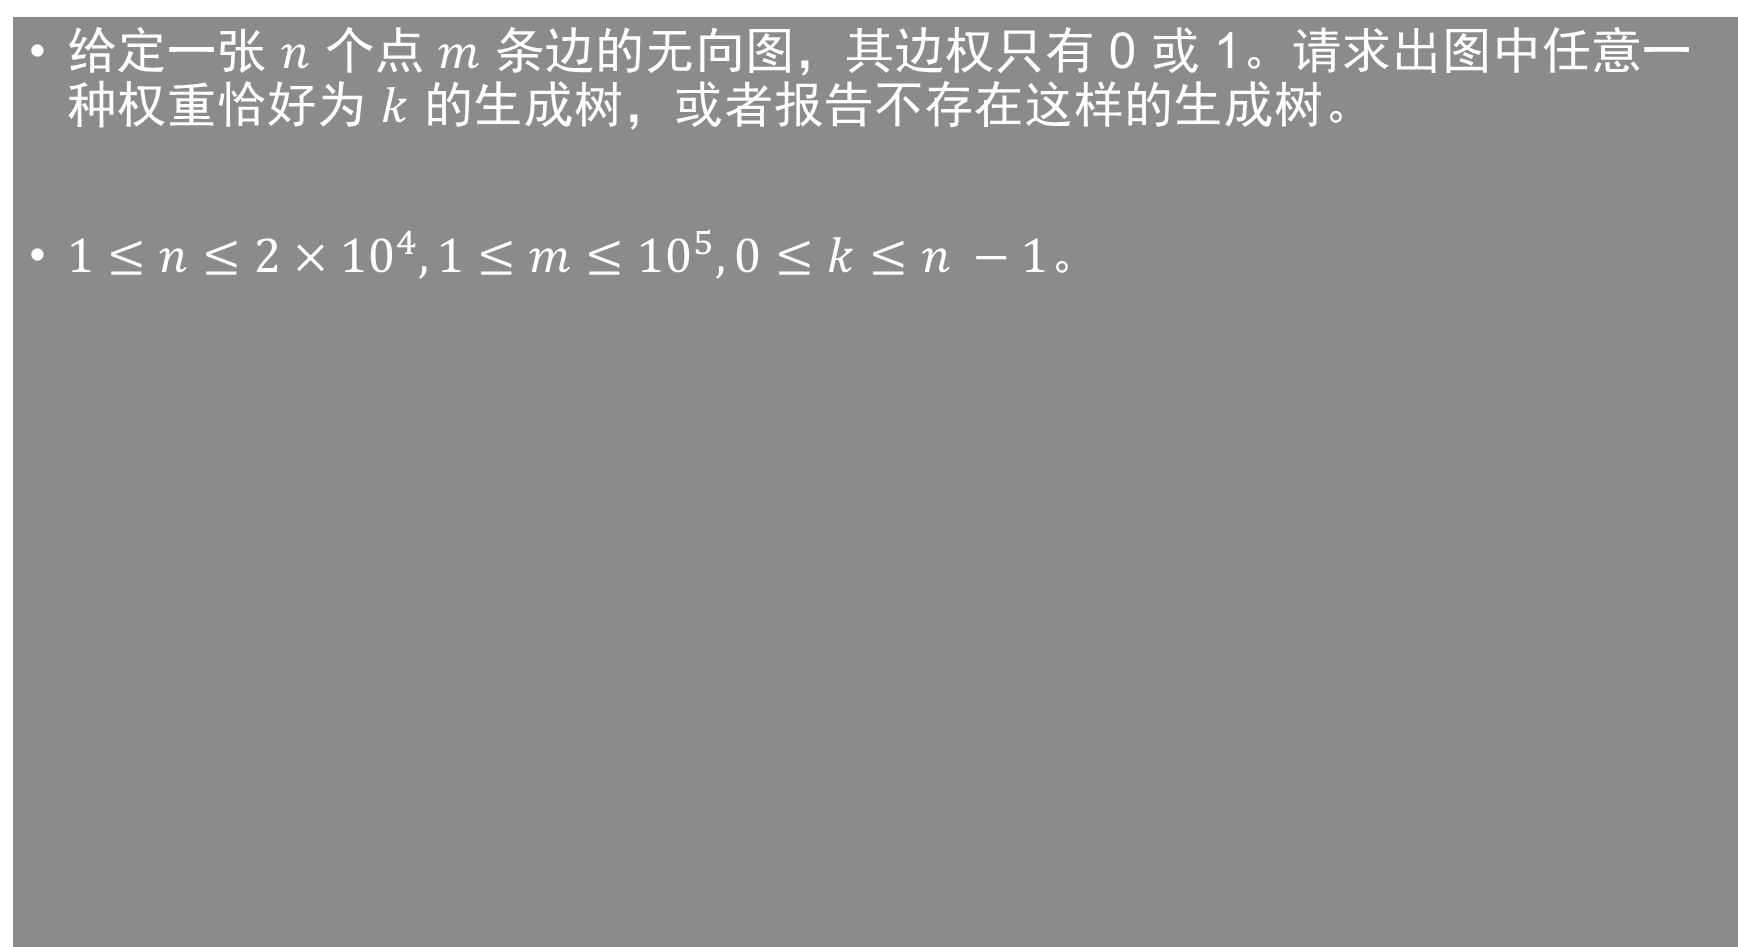 • 给定一张 n 个点 m 条边的无向图，其边权只有 0 或 1。请求出图中任意一
种权重恰好为 k 的生成树，或者报告不存在这样的生成树。
• 1 ≤ n ≤ 2 × 10⁴, 1 ≤ m ≤ 10⁵, 0 ≤ k ≤ n − 1。